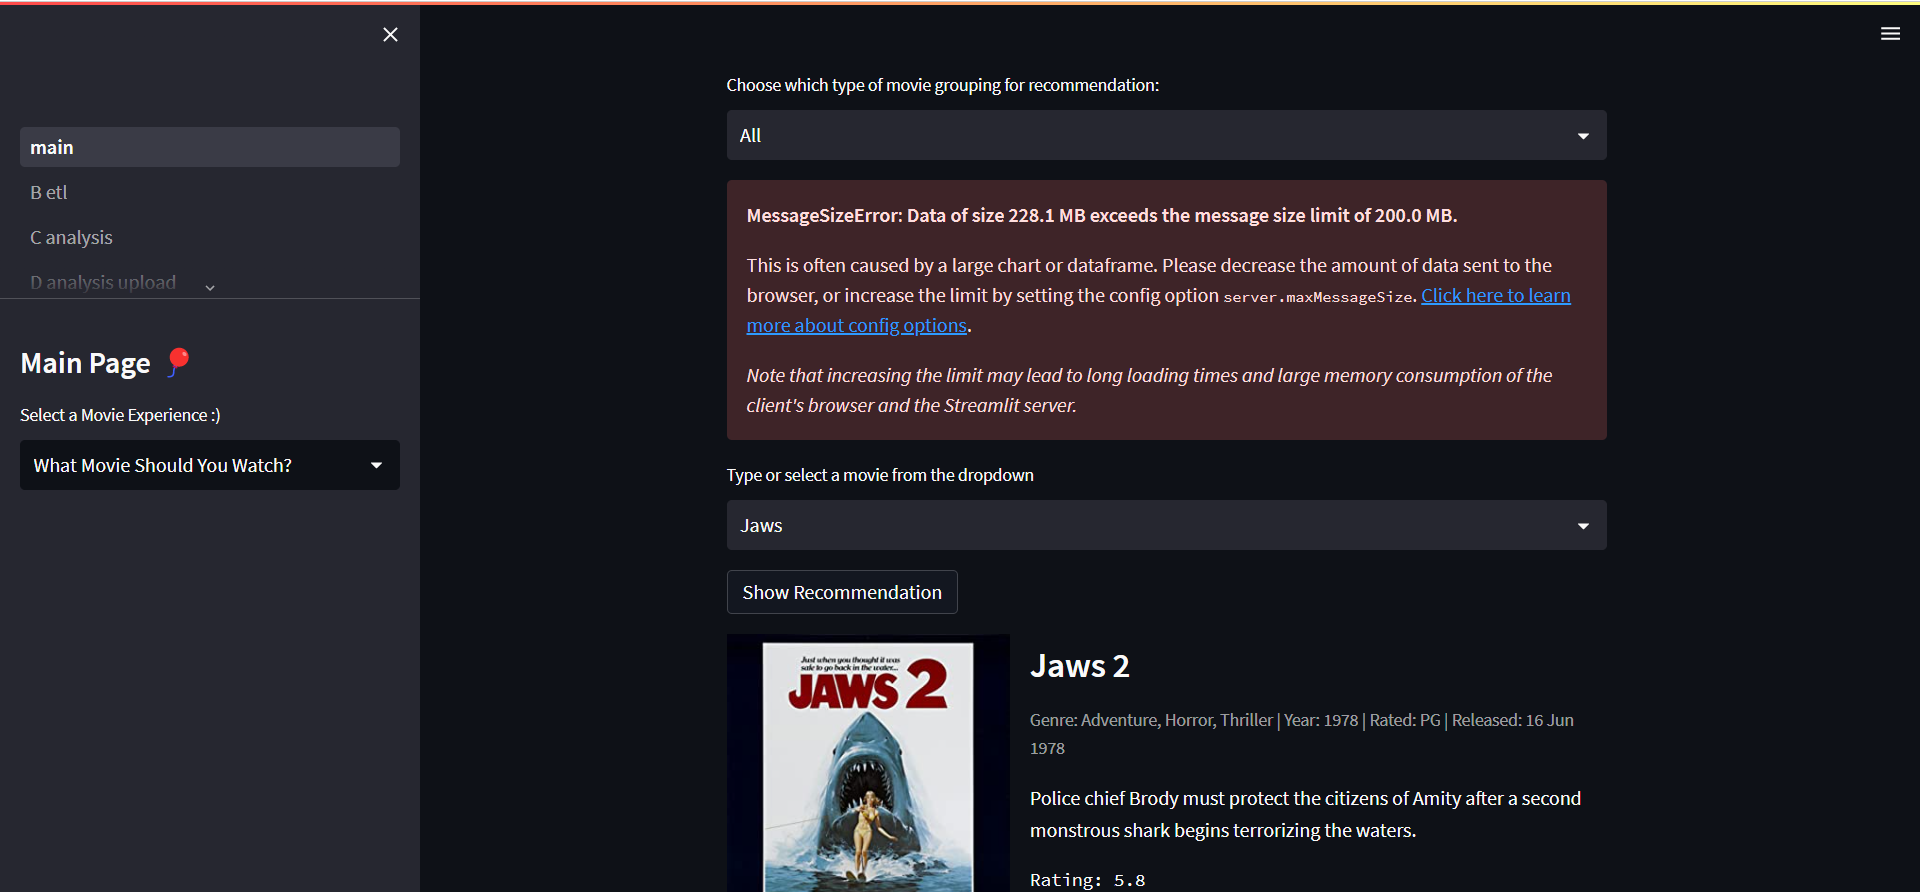 main
B etl
C analysis
D analysis upload
Main Page
Select a Movie Experience :)
What Movie Should You Watch?
Choose which type of movie grouping for recommendation:
All
MessageSizeError: Data of size 228.1 MB exceeds the message size limit of 200.0 MB.
This is often caused by a large chart or dataframe. Please decrease the amount of data sent to the
browser, or increase the limit by setting the config option server.maxMessageSize. Click here to learn
more about config options.
Note that increasing the limit may lead to long loading times and large memory consumption of the
client's browser and the Streamlit server.
Type or select a movie from the dropdown
Jaws
Show Recommendation
Just when you thought it was
safe to go back in the water...
JAWS 2
Jaws 2
Genre: Adventure, Horror, Thriller | Year: 1978 | Rated: PG | Released: 16 Jun
1978
Police chief Brody must protect the citizens of Amity after a second
monstrous shark begins terrorizing the waters.
Rating: 5.8